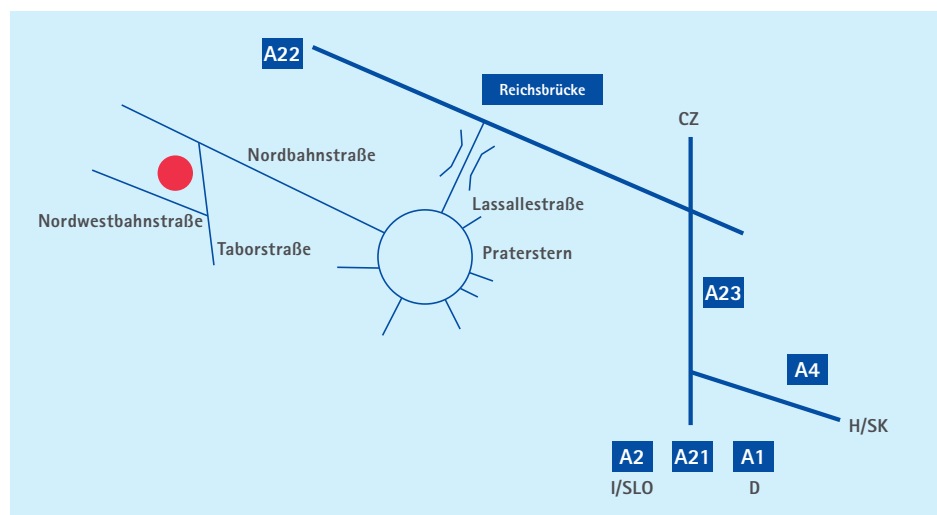 A22
Reichsbrücke
CZ
Nordbahnstraße
Lassallestraße
Nordwestbahnstraße
Taborstraße
Praterstern
A23
A4
H/SK
A2
A21
A1
I/SLO
D